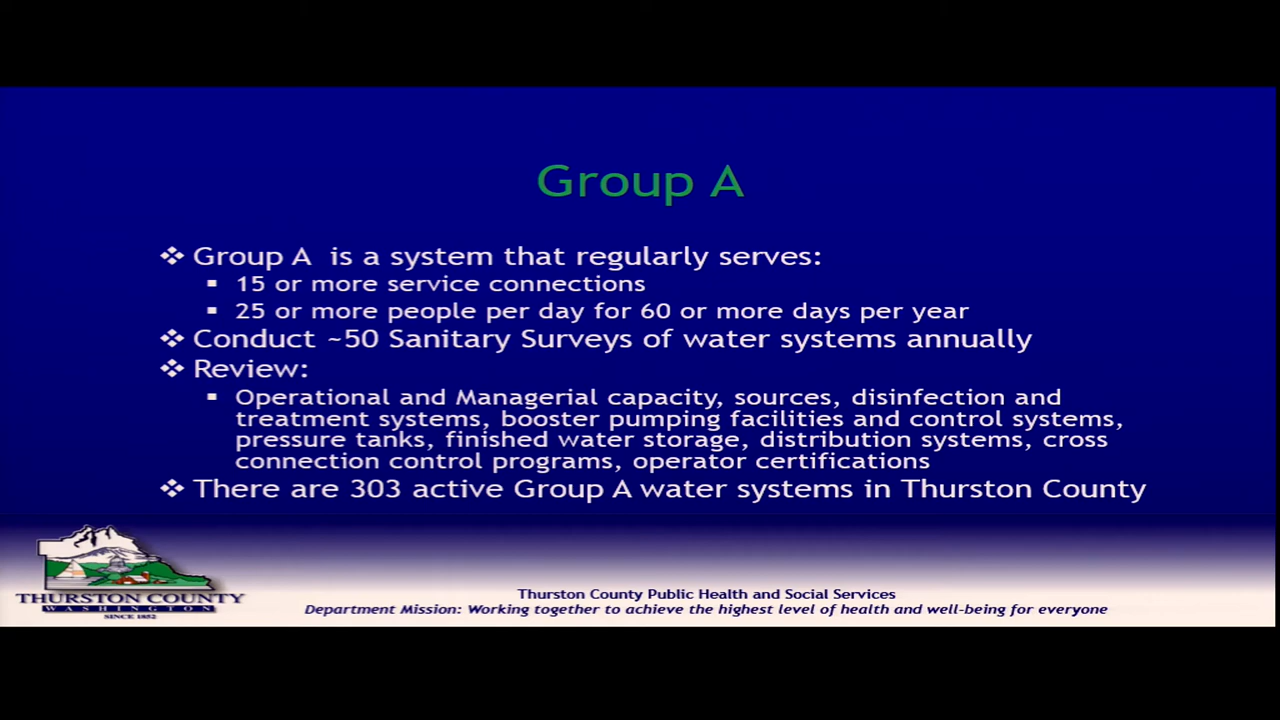 Group A
❖ Group A is a system that regularly serves:
▪ 15 or more service connections
▪ 25 or more people per day for 60 or more days per year
❖ Conduct ~50 Sanitary Surveys of water systems annually
❖ Review:
▪ Operational and Managerial capacity, sources, disinfection and
treatment systems, booster pumping facilities and control systems,
pressure tanks, finished water storage, distribution systems, cross
connection control programs, operator certifications
❖ There are 303 active Group A water systems in Thurston County
THURSTON COUNTY
WASHINGTON
SINCE 1852
Thurston County Public Health and Social Services
Department Mission: Working together to achieve the highest level of health and well-being for everyone